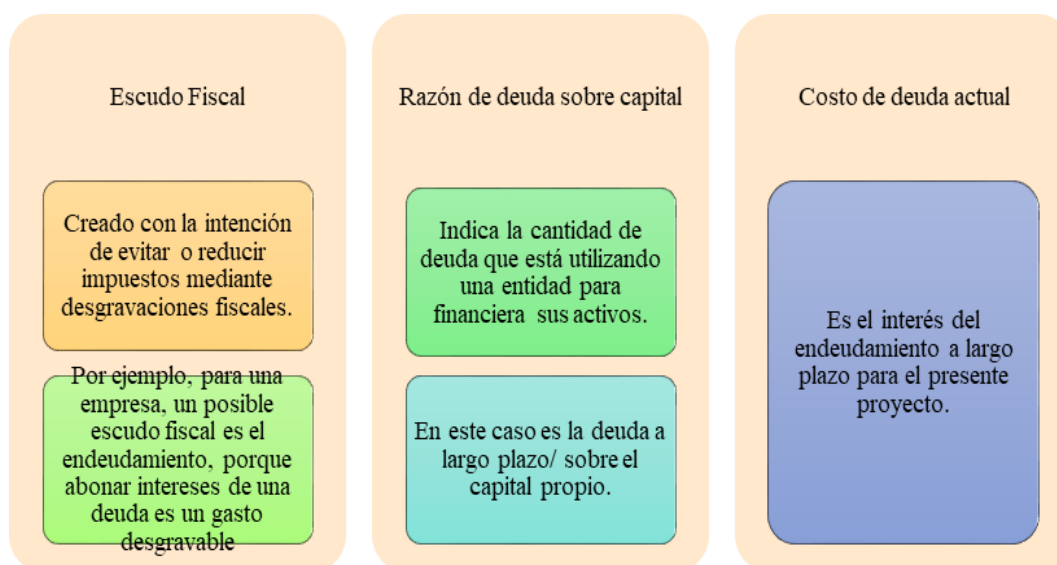 Escudo Fiscal
Creado con la intención
de evitar o reducir
impuestos mediante
desgravaciones fiscales.
Por ejemplo, para una
empresa, un posible
escudo fiscal es el
endeudamiento, porque
abonar intereses de una
deuda es un gasto
desgravable
Razón de deuda sobre capital
Indica la cantidad de
deuda que está utilizando
una entidad para
financiera sus activos.
En este caso es la deuda a
largo plazo/ sobre el
capital propio.
Costo de deuda actual
Es el interés del
endeudamiento a largo
plazo para el presente
proyecto.